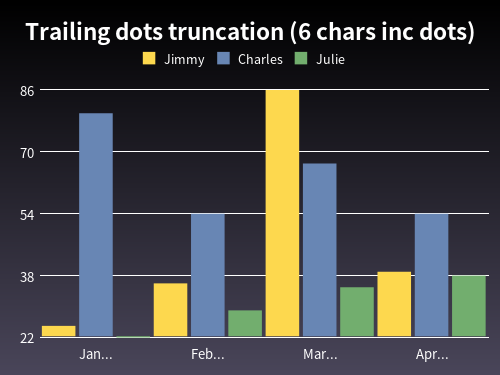 Trailing dots truncation (6 chars inc dots)
Jimmy Charles Julie
86
70
54
38
22
Jan... Feb... Mar... Apr...